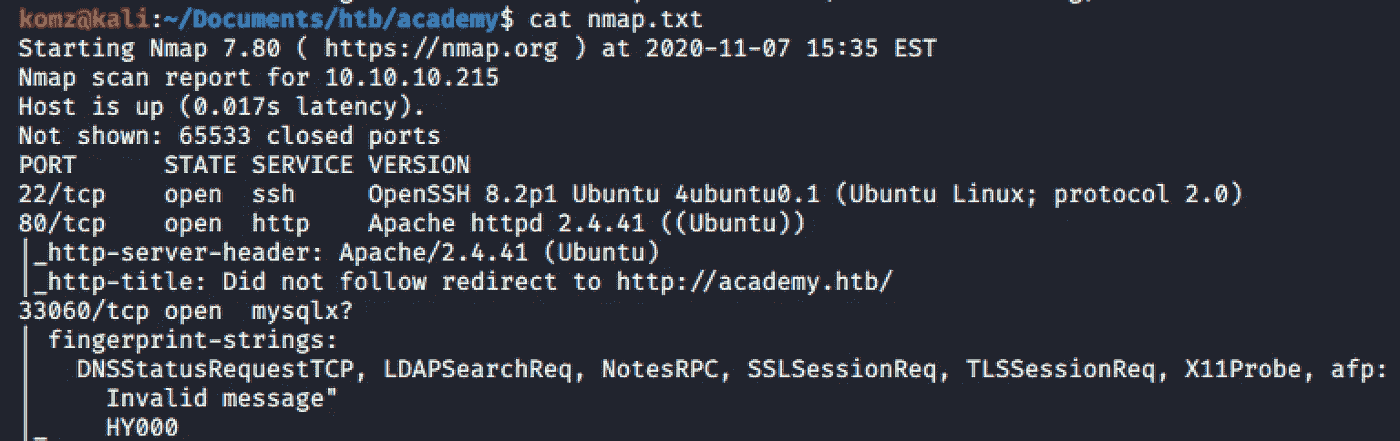 komz@kali:~/Documents/htb/academy$ cat nmap.txt
Starting Nmap 7.80 ( https://nmap.org ) at 2020-11-07 15:35 EST
Nmap scan report for 10.10.10.215
Host is up (0.017s latency).
Not shown: 65533 closed ports
PORT      STATE SERVICE VERSION
22/tcp    open  ssh     OpenSSH 8.2p1 Ubuntu 4ubuntu0.1 (Ubuntu Linux; protocol 2.0)
80/tcp    open  http    Apache httpd 2.4.41 ((Ubuntu))
|_http-server-header: Apache/2.4.41 (Ubuntu)
|_http-title: Did not follow redirect to http://academy.htb/
33060/tcp open  mysqlx?
| fingerprint-strings:
|   DNSStatusRequestTCP, LDAPSearchReq, NotesRPC, SSLSessionReq, TLSSessionReq, X11Probe, afp:
|     Invalid message"
|_    HY000